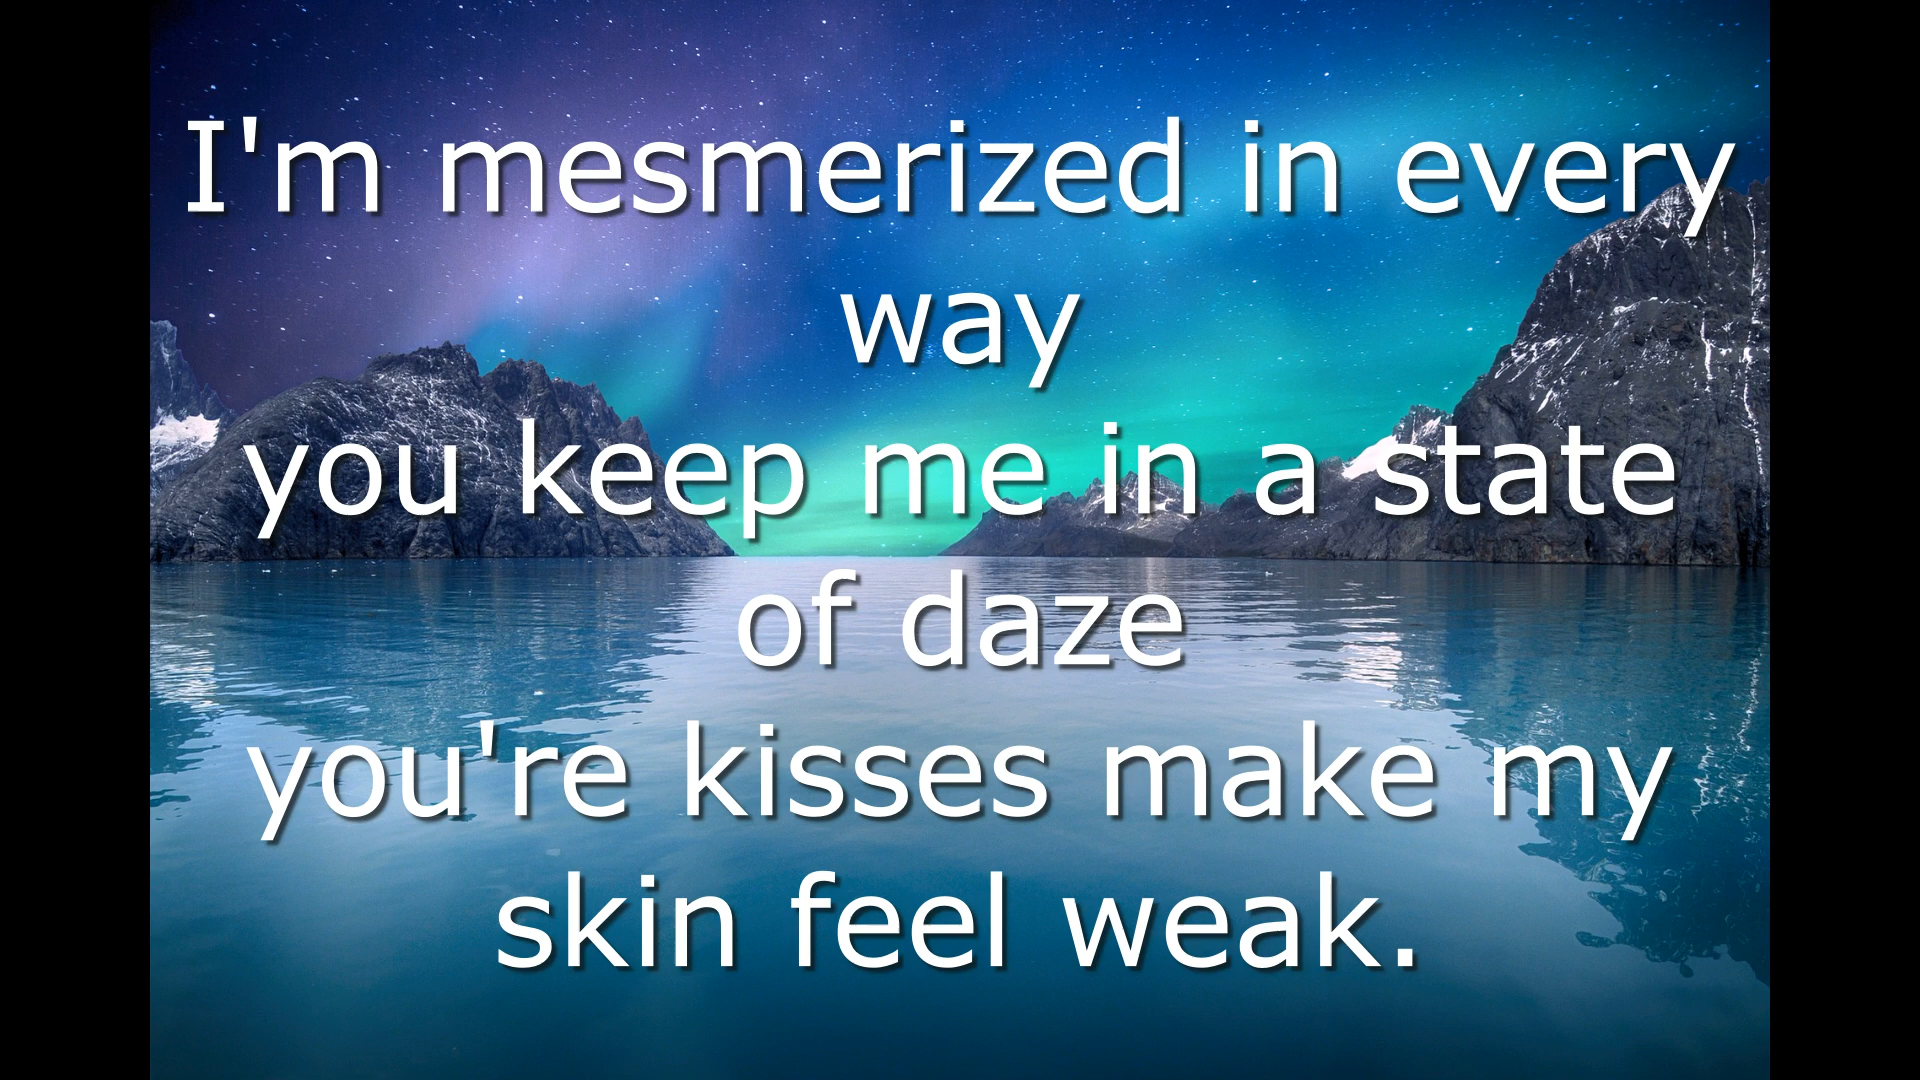 I'm mesmerized in every
way
you keep me in a state
of daze
you're kisses make my
skin feel weak.